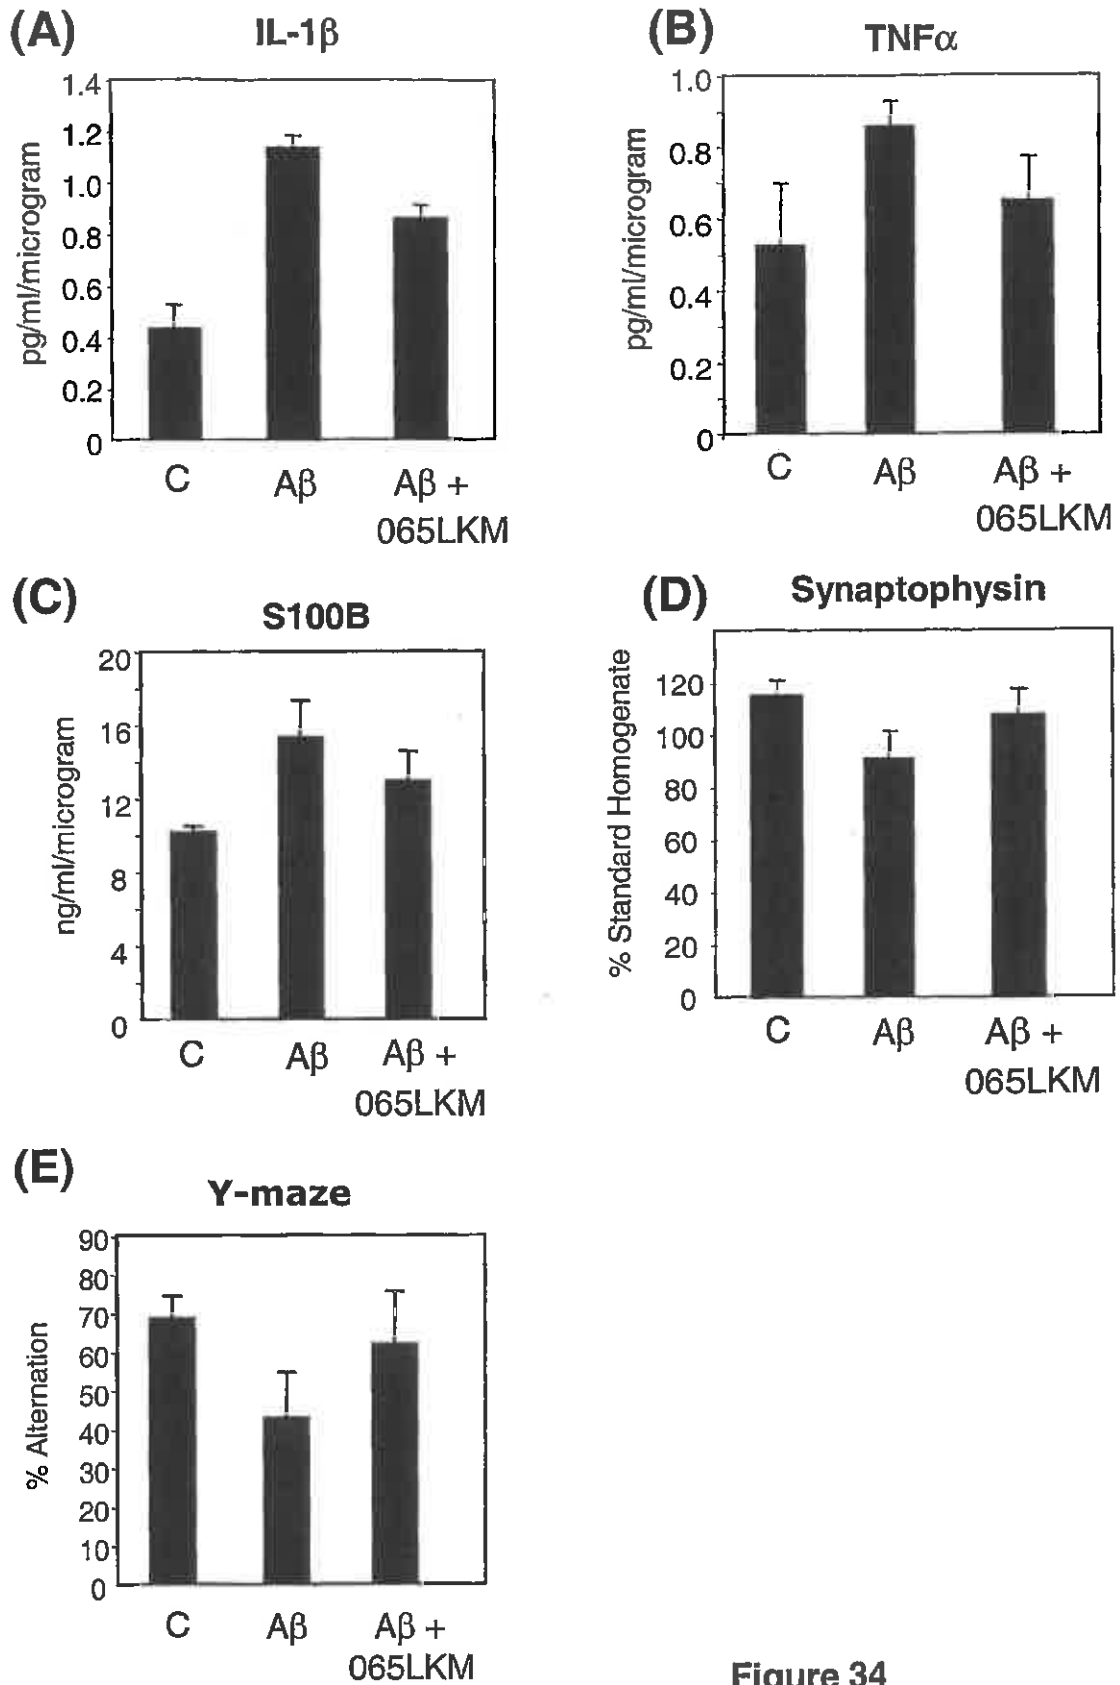 (A)
IL-1β
pg/ml/microgram
1.4
1.2
1.0
0.8
0.6
0.4
0.2
0
C
Aβ
Aβ +
065LKM
(B)
TNFα
pg/ml/microgram
1.0
0.8
0.6
0.4
0.2
0
C
Aβ
Aβ +
065LKM
(C)
S100B
ng/ml/microgram
20
16
12
8
4
0
C
Aβ
Aβ +
065LKM
(D)
Synaptophysin
% Standard Homogenate
120
100
80
60
40
20
0
C
Aβ
Aβ +
065LKM
(E)
Y-maze
% Alternation
90
80
70
60
50
40
30
20
10
0
C
Aβ
Aβ +
065LKM
Figure 34